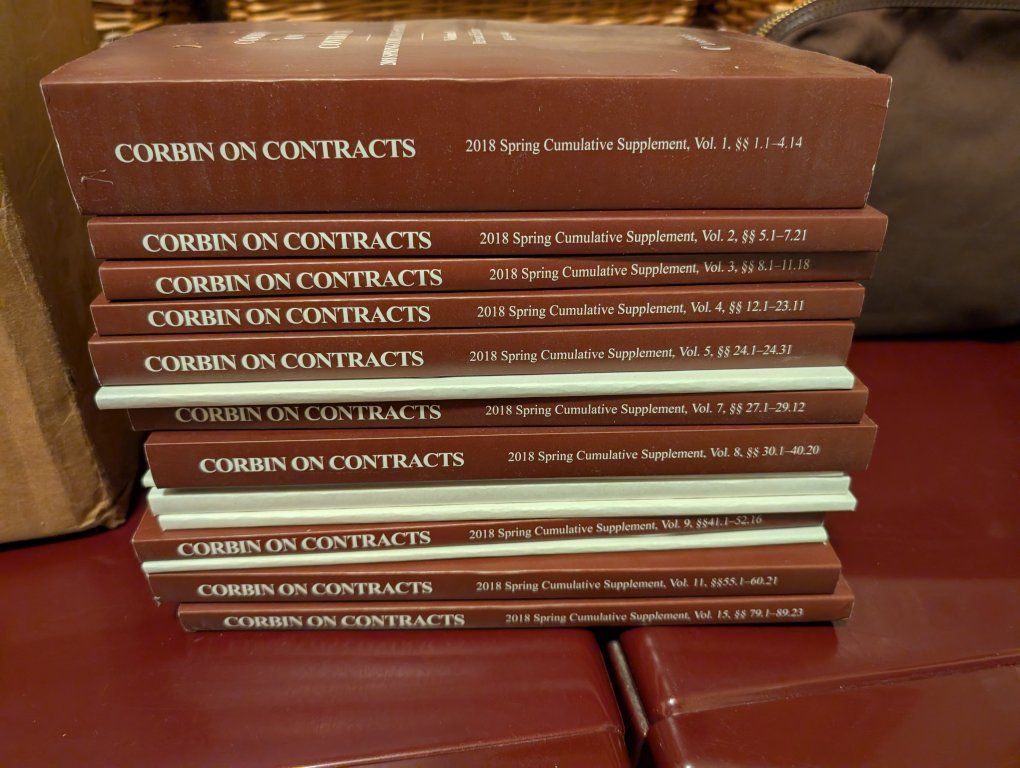 CORBIN ON CONTRACTS 2018 Spring Cumulative Supplement, Vol. 1, §§ 1.1–4.14
CORBIN ON CONTRACTS 2018 Spring Cumulative Supplement, Vol. 2, §§ 5.1–7.21
CORBIN ON CONTRACTS 2018 Spring Cumulative Supplement, Vol. 3, §§ 8.1–11.18
CORBIN ON CONTRACTS 2018 Spring Cumulative Supplement, Vol. 4, §§ 12.1–23.11
CORBIN ON CONTRACTS 2018 Spring Cumulative Supplement, Vol. 5, §§ 24.1–24.31
CORBIN ON CONTRACTS 2018 Spring Cumulative Supplement, Vol. 7, §§ 27.1–29.12
CORBIN ON CONTRACTS 2018 Spring Cumulative Supplement, Vol. 8, §§ 30.1–40.20
CORBIN ON CONTRACTS 2018 Spring Cumulative Supplement, Vol. 9, §§41.1–52.16
CORBIN ON CONTRACTS 2018 Spring Cumulative Supplement, Vol. 11, §§55.1–60.21
CORBIN ON CONTRACTS 2018 Spring Cumulative Supplement, Vol. 15, §§ 79.1–89.23